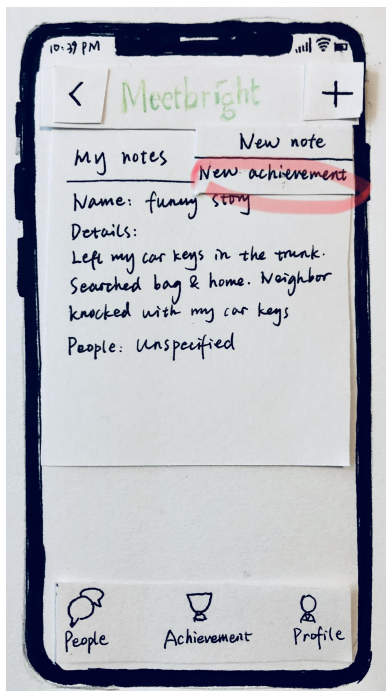 10:39 PM
< Meetbright +
New note
My notes
New achievement
Name: funny story
Details:
Left my car keys in the trunk.
Searched bag & home. Neighbor
knocked with my car keys
People: Unspecified
People Achievement Profile